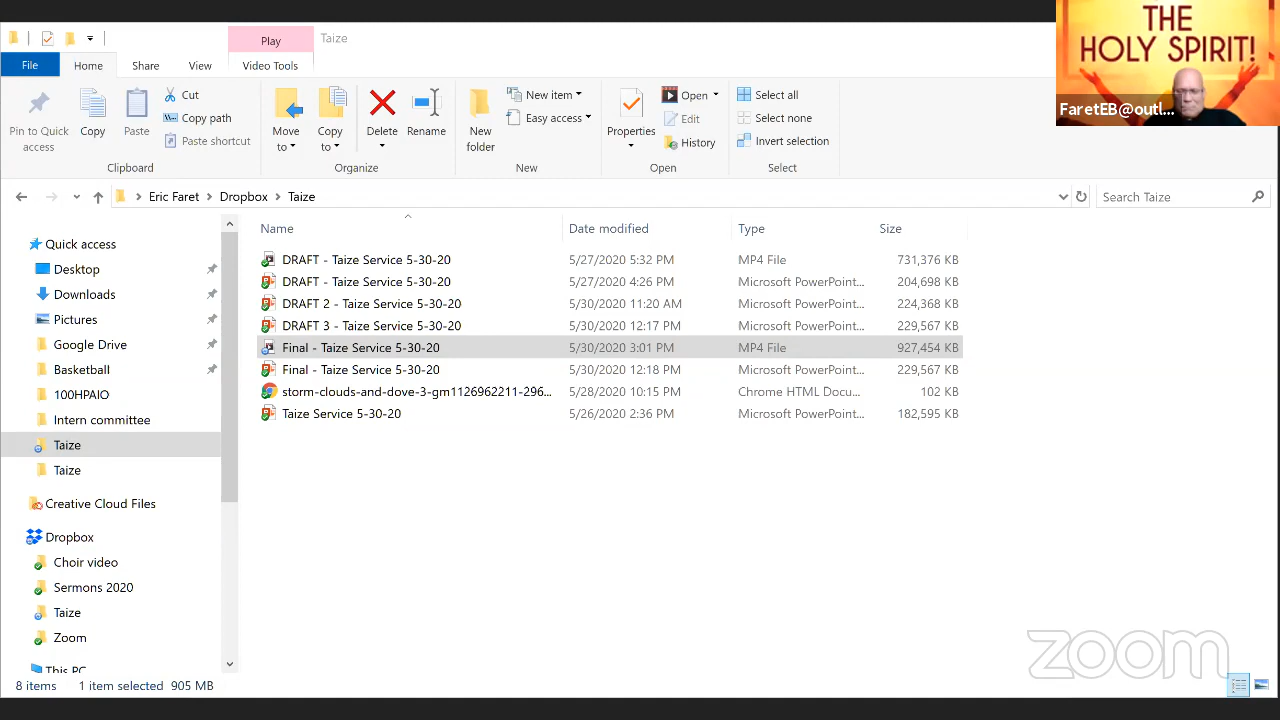 Play
Taize
THE
HOLY SPIRIT!
FaretEB@outl...
File
Home
Share
View
Video Tools
Pin to Quick
access
Copy
Paste
Cut
Copy path
Paste shortcut
Clipboard
Move
to
Copy
to
Delete
Rename
Organize
New
folder
New item
Easy access
New
Properties
Open
Edit
History
Open
Select all
Select none
Invert selection
Select
Eric Faret
Dropbox
Taize
Search Taize
Name
Date modified
Type
Size
DRAFT - Taize Service 5-30-20 5/27/2020 5:32 PM MP4 File 731,376 KB
DRAFT - Taize Service 5-30-20 5/27/2020 4:26 PM Microsoft PowerPoint... 204,698 KB
DRAFT 2 - Taize Service 5-30-20 5/30/2020 11:20 AM Microsoft PowerPoint... 224,368 KB
DRAFT 3 - Taize Service 5-30-20 5/30/2020 12:17 PM Microsoft PowerPoint... 229,567 KB
Final - Taize Service 5-30-20 5/30/2020 3:01 PM MP4 File 927,454 KB
Final - Taize Service 5-30-20 5/30/2020 12:18 PM Microsoft PowerPoint... 229,567 KB
storm-clouds-and-dove-3-gm1126962211-296... 5/28/2020 10:15 PM Chrome HTML Docu... 102 KB
Taize Service 5-30-20 5/26/2020 2:36 PM Microsoft PowerPoint... 182,595 KB
Quick access
Desktop
Downloads
Pictures
Google Drive
Basketball
100HPAIO
Intern committee
Taize
Taize
Creative Cloud Files
Dropbox
Choir video
Sermons 2020
Taize
Zoom
This PC
8 items 1 item selected 905 MB
zoom